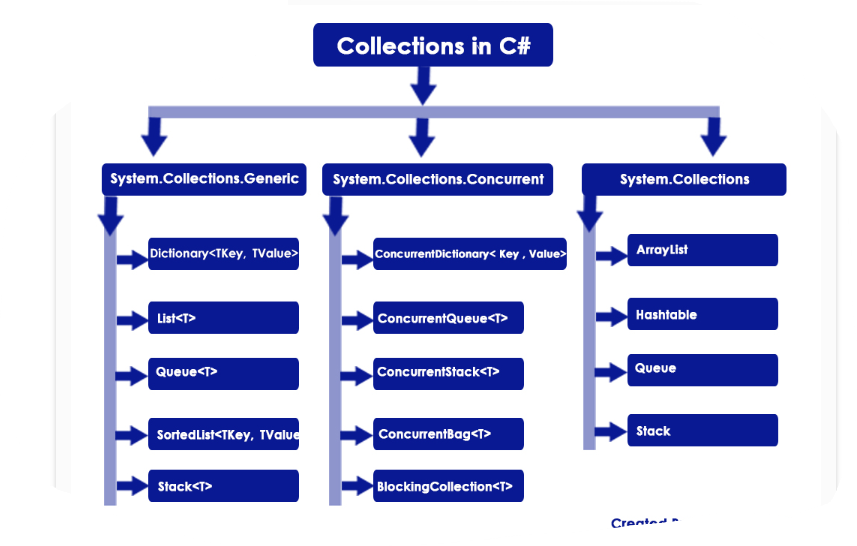 Collections in C#
System.Collections.Generic
System.Collections.Concurrent
System.Collections
Dictionary<TKey, TValue>
ConcurrentDictionary< Key , Value>
ArrayList
List<T>
ConcurrentQueue<T>
Hashtable
Queue<T>
ConcurrentStack<T>
Queue
SortedList<TKey, TValue
ConcurrentBag<T>
Stack
Stack<T>
BlockingCollection<T>
Created